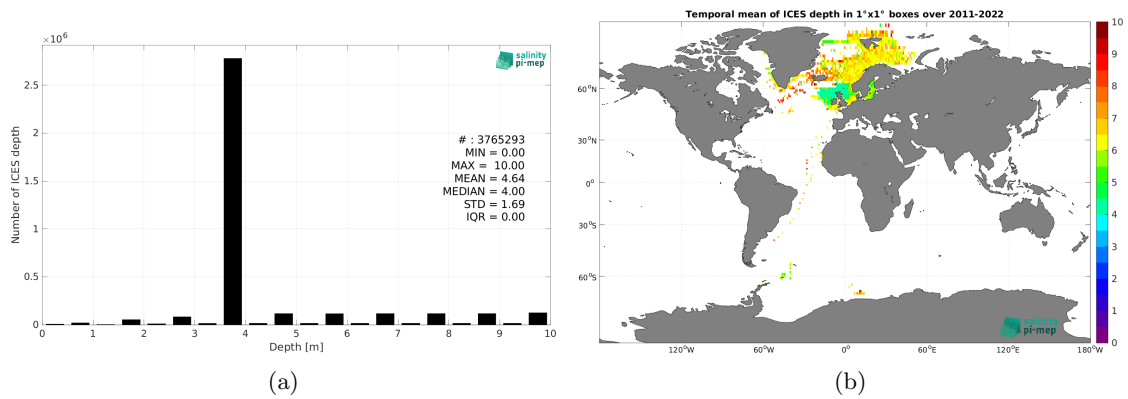 ×10⁶
salinity
pi-mep
2.5
2
1.5
1
0.5
0
Number of ICES depth
# : 3765293
MIN = 0.00
MAX = 10.00
MEAN = 4.64
MEDIAN = 4.00
STD = 1.69
IQR = 0.00
0 1 2 3 4 5 6 7 8 9 10
Depth [m]
(a)
Temporal mean of ICES depth in 1°x1° boxes over 2011-2022
60°N
30°N
0°
30°S
60°S
120°W 60°W 0° 60°E 120°E 180°W
salinity
pi-mep
10
9
8
7
6
5
4
3
2
1
0
(b)